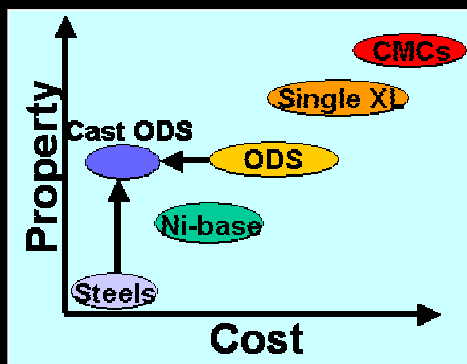 CMCs
Single XL
Cast ODS
ODS
Ni-base
Steels
Property
Cost